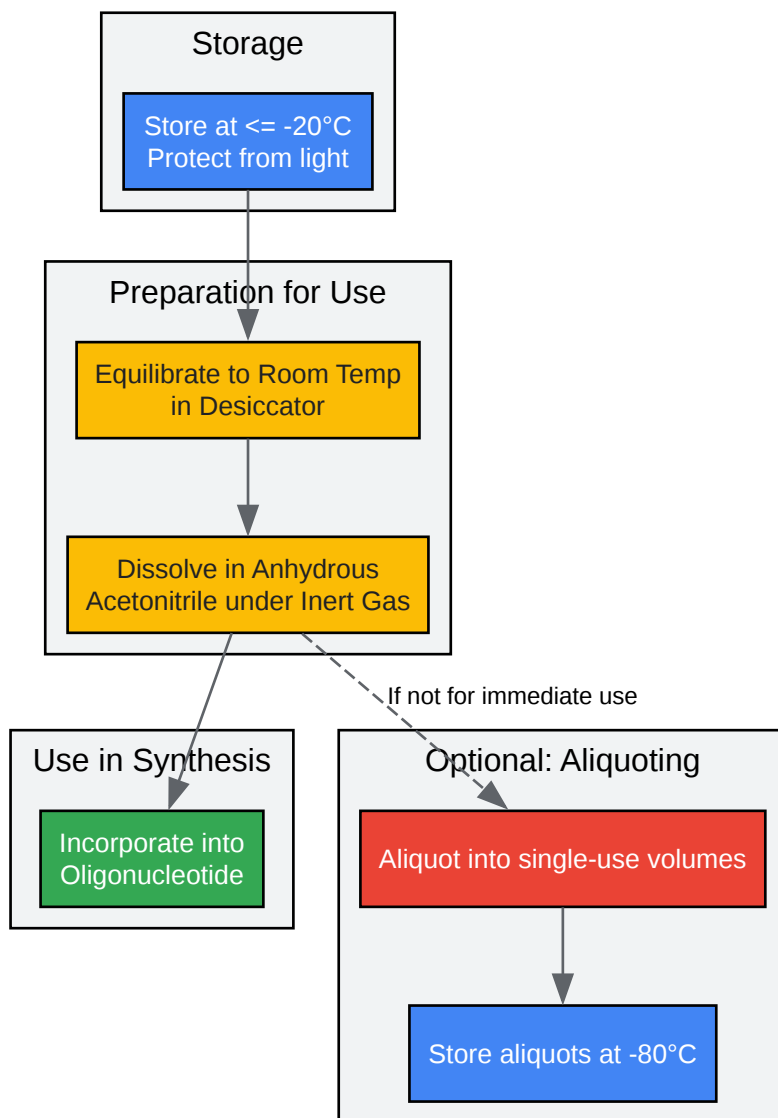 Storage
Store at <= -20°C
Protect from light
Preparation for Use
Equilibrate to Room Temp
in Desiccator
Dissolve in Anhydrous
Acetonitrile under Inert Gas
If not for immediate use
Use in Synthesis
Incorporate into
Oligonucleotide
Optional: Aliquoting
Aliquot into single-use volumes
Store aliquots at -80°C